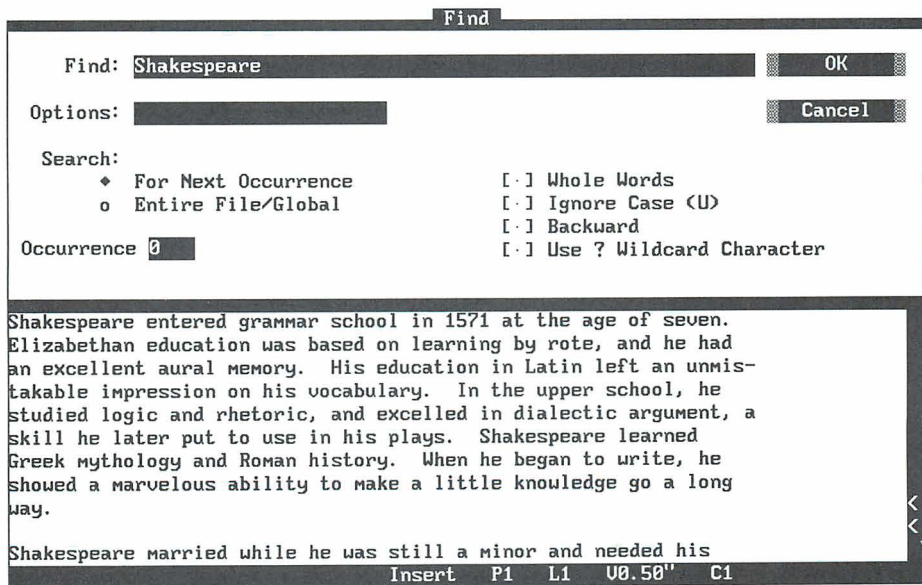 Find
Find: Shakespeare OK
Options: Cancel
Search:
◆ For Next Occurrence [·] Whole Words
o Entire File/Global [·] Ignore Case (U)
[·] Backward
Occurrence 0 [·] Use ? Wildcard Character
Shakespeare entered grammar school in 1571 at the age of seven.
Elizabethan education was based on learning by rote, and he had
an excellent aural memory.  His education in Latin left an unmis-
takable impression on his vocabulary.  In the upper school, he
studied logic and rhetoric, and excelled in dialectic argument, a
skill he later put to use in his plays.  Shakespeare learned
Greek mythology and Roman history.  When he began to write, he
showed a marvelous ability to make a little knowledge go a long
way. <
<
Shakespeare married while he was still a minor and needed his
Insert P1 L1 V0.50" C1